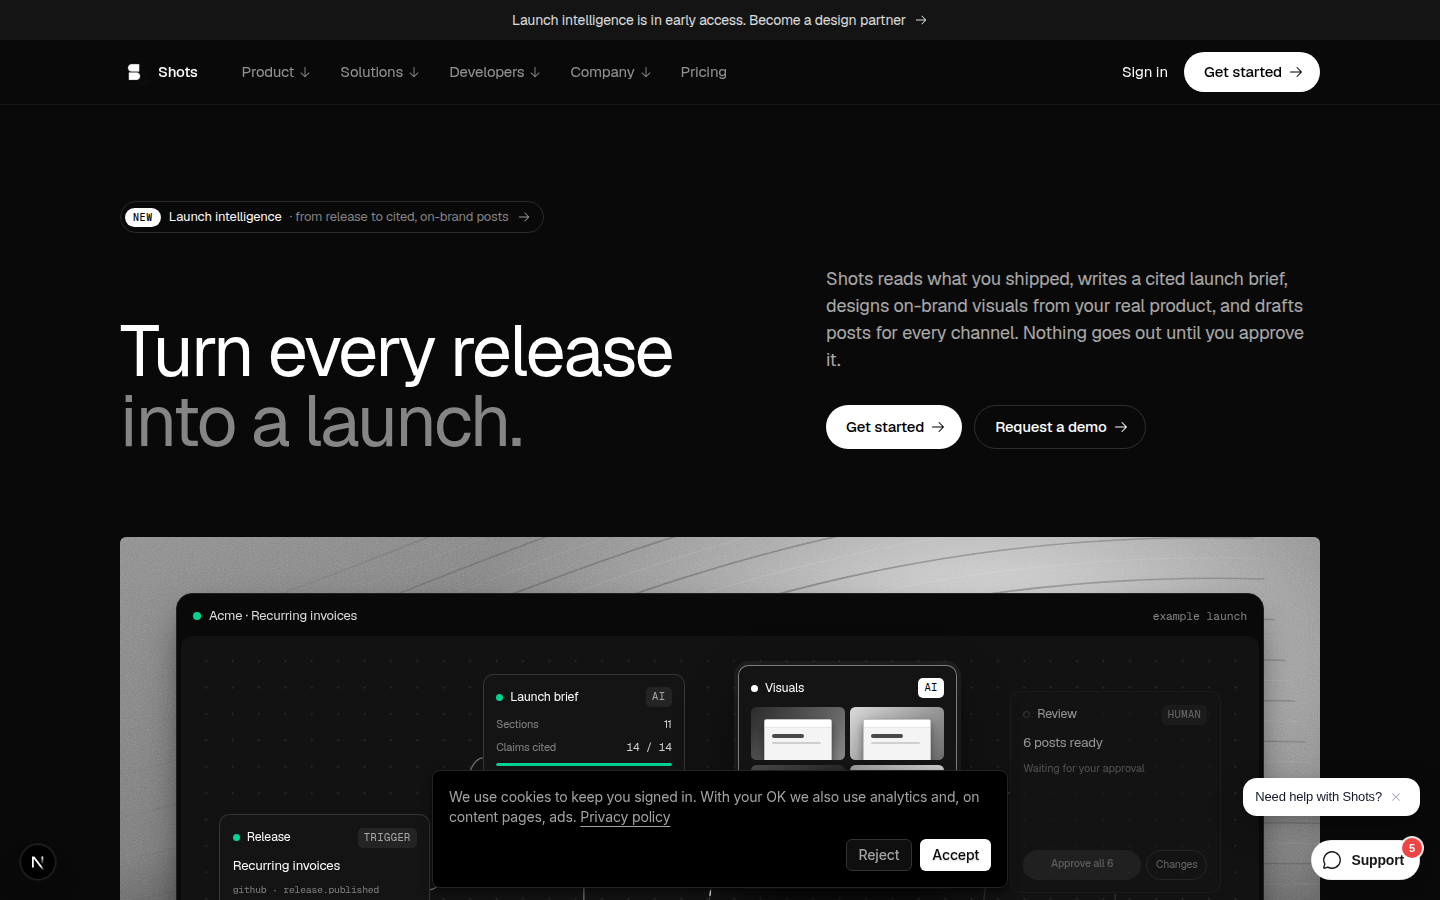 Launch intelligence is in early access. Become a design partner →
Shots Product ↓ Solutions ↓ Developers ↓ Company ↓ Pricing Sign in Get started →
NEW Launch intelligence · from release to cited, on-brand posts →
Shots reads what you shipped, writes a cited launch brief,
designs on-brand visuals from your real product, and drafts
posts for every channel. Nothing goes out until you approve
it.
Turn every release
into a launch.
Get started → Request a demo →
Acme · Recurring invoices example launch
Launch brief AI
Sections 11
Claims cited 14 / 14
Visuals AI
Review HUMAN
6 posts ready
Waiting for your approval
Approve all 6 Changes
Release TRIGGER
Recurring invoices
github · release.published
We use cookies to keep you signed in. With your OK we also use analytics and, on
content pages, ads. Privacy policy
Reject Accept
Need help with Shots? ×
Support 5
N